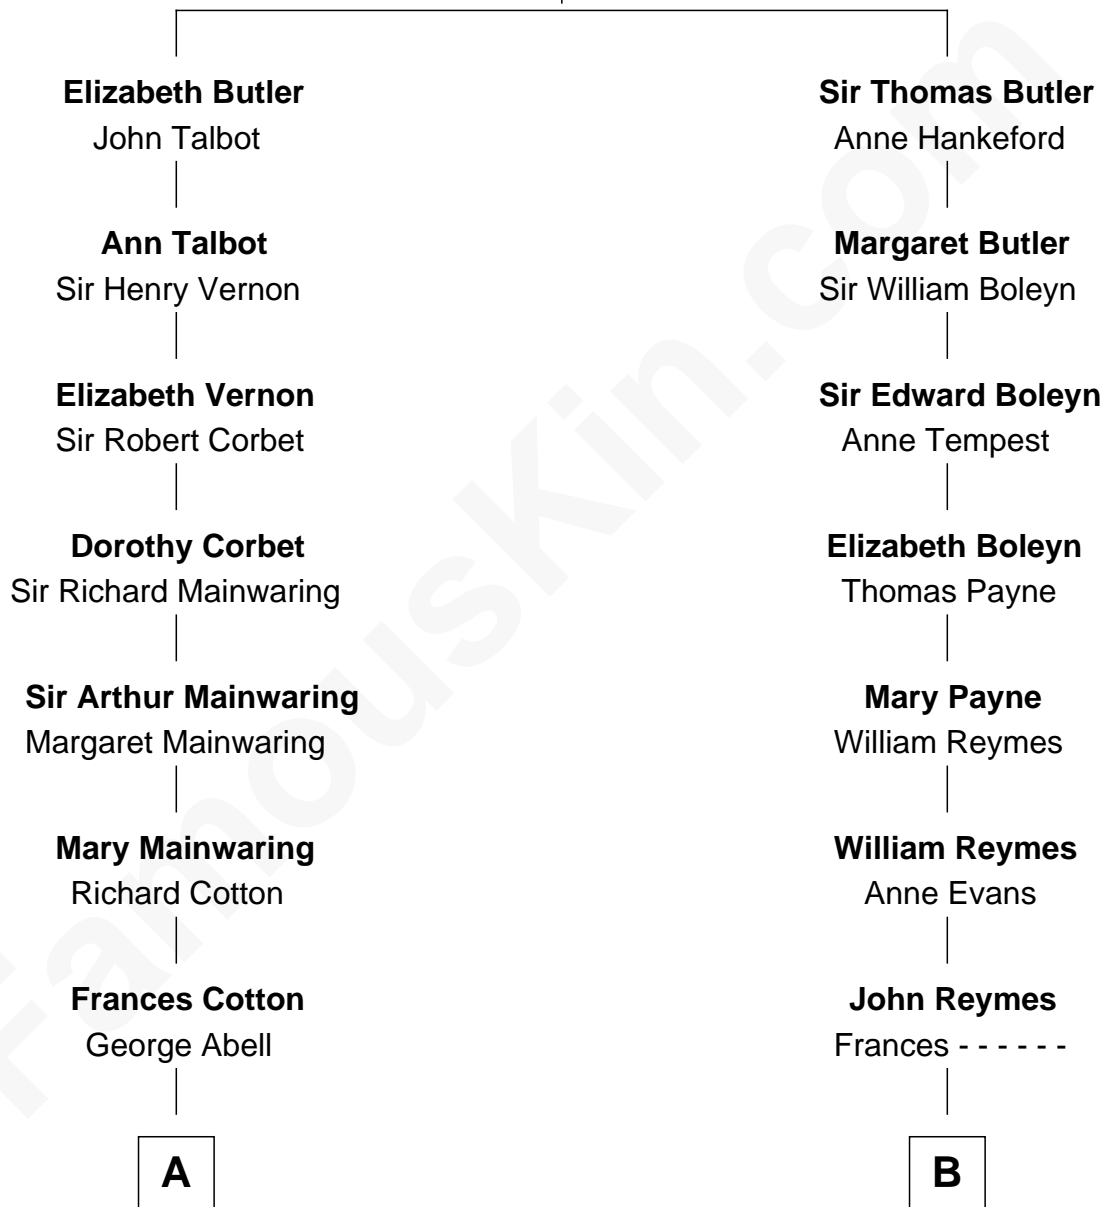 Elizabeth Butler
John Talbot
Ann Talbot
Sir Henry Vernon
Elizabeth Vernon
Sir Robert Corbet
Dorothy Corbet
Sir Richard Mainwaring
Sir Arthur Mainwaring
Margaret Mainwaring
Mary Mainwaring
Richard Cotton
Frances Cotton
George Abell
A
Sir Thomas Butler
Anne Hankeford
Margaret Butler
Sir William Boleyn
Sir Edward Boleyn
Anne Tempest
Elizabeth Boleyn
Thomas Payne
Mary Payne
William Reymes
William Reymes
Anne Evans
John Reymes
Frances - - - - - -
B
FamousKin.com